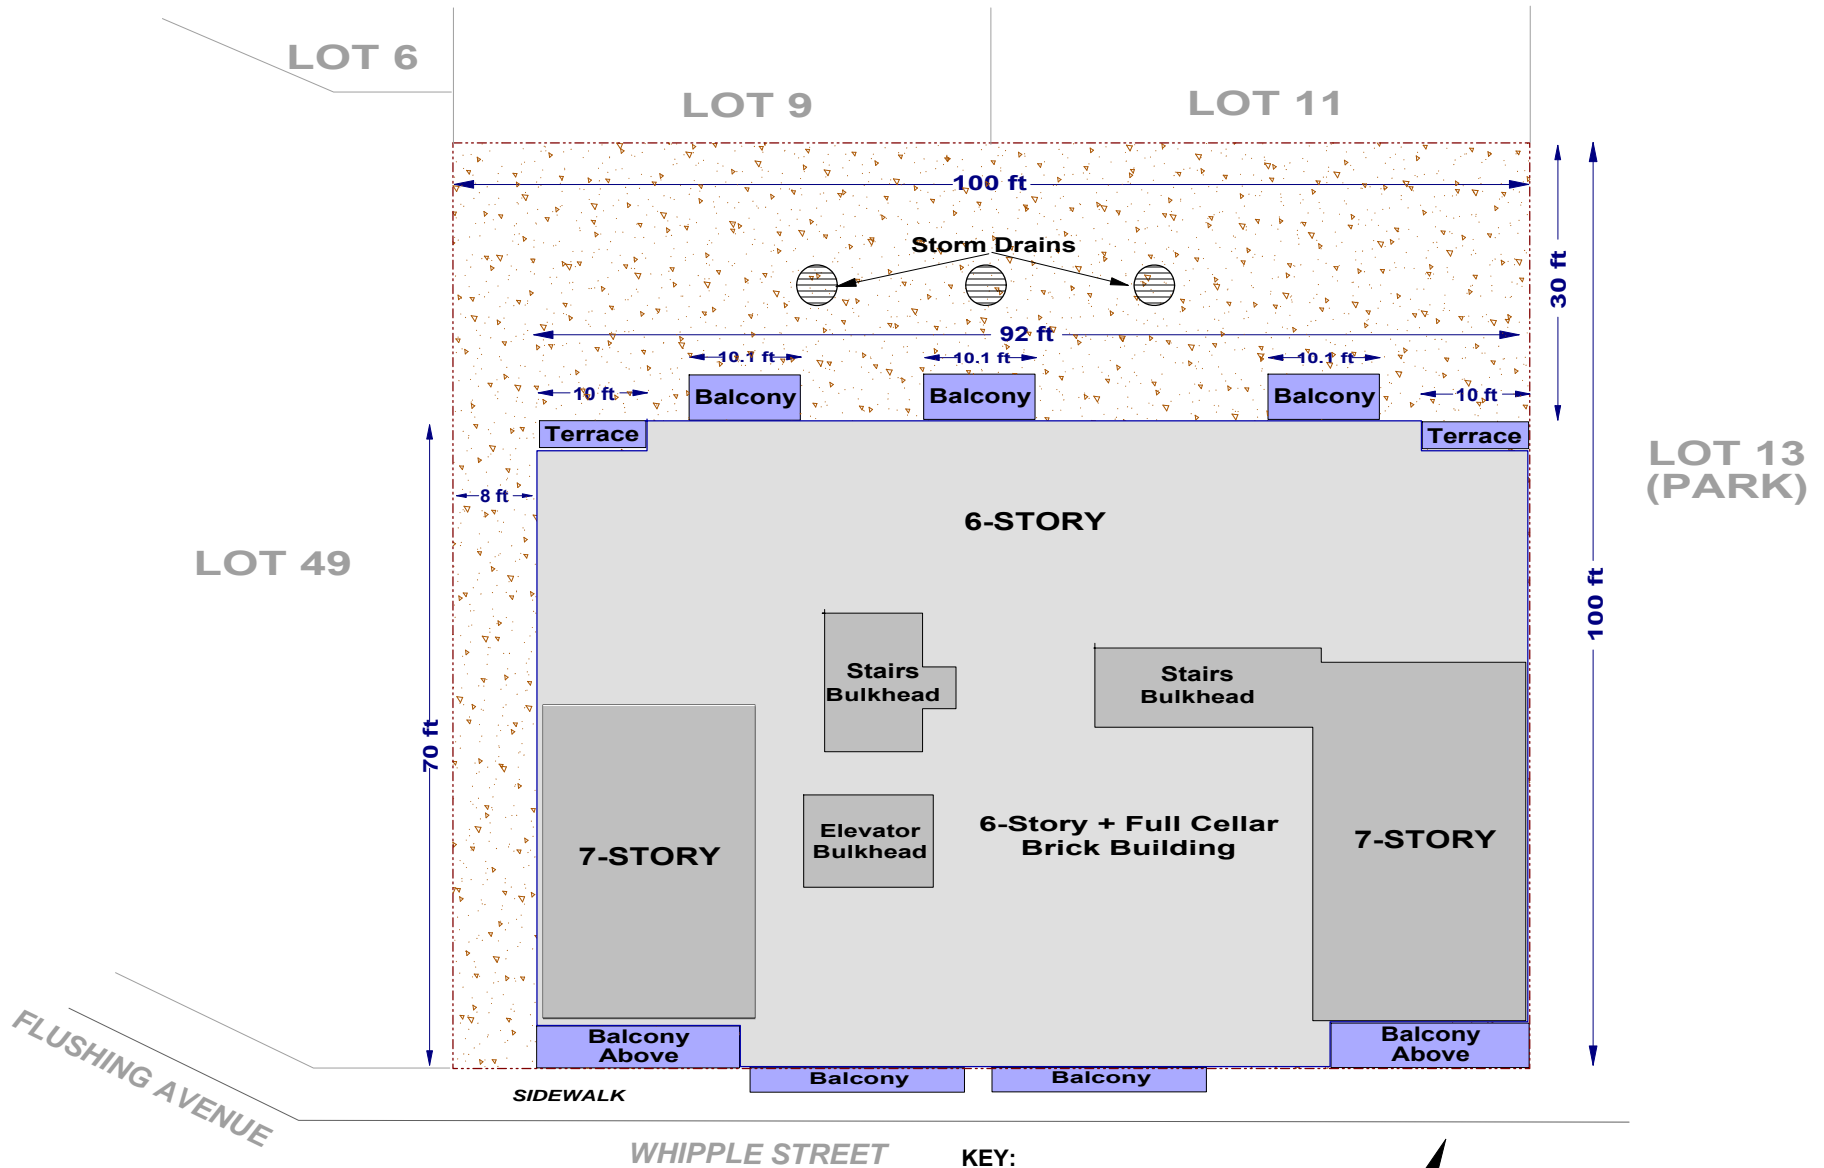 LOT 6
LOT 9
LOT 11
100 ft
Storm Drains
30 ft
92 ft
10.1 ft
10.1 ft
10.1 ft
Balcony
Balcony
Balcony
10 ft
10 ft
Terrace
Terrace
LOT 13
(PARK)
8 ft
6-STORY
LOT 49
100 ft
Stairs
Bulkhead
Stairs
Bulkhead
70 ft
Elevator
Bulkhead
6-Story + Full Cellar
Brick Building
7-STORY
7-STORY
Balcony
Above
Balcony
Above
Balcony
Balcony
SIDEWALK
FLUSHING AVENUE
WHIPPLE STREET
KEY: